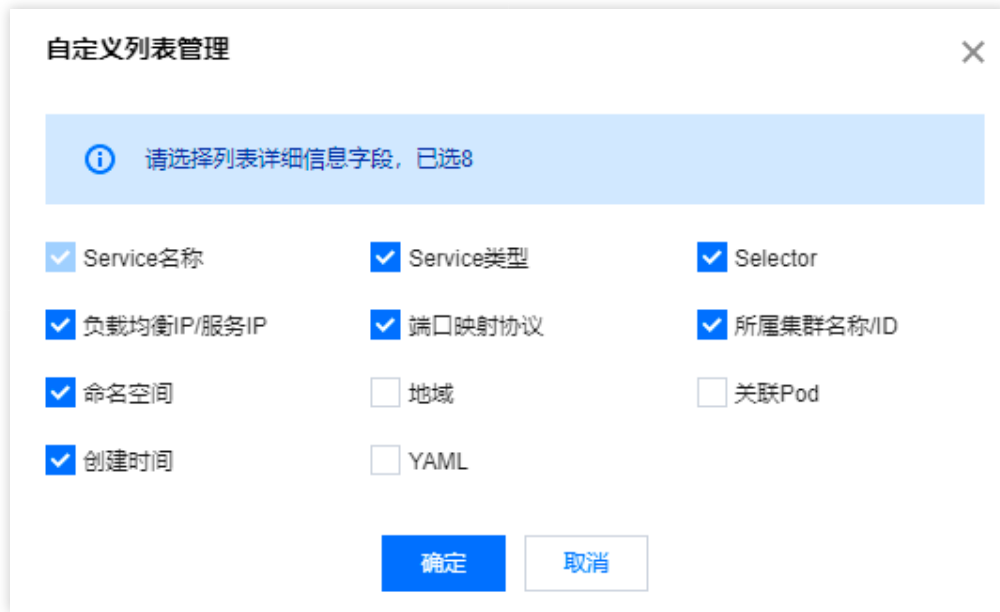 自定义列表管理
请选择列表详细信息字段，已选8
Service名称 Service类型 Selector
负载均衡IP/服务IP 端口映射协议 所属集群名称/ID
命名空间 地域 关联Pod
创建时间 YAML
确定 取消